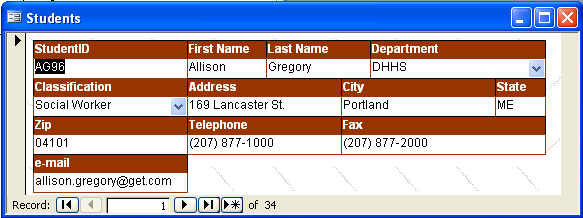 Students
StudentID First Name Last Name Department
AG96 Allison Gregory DHHS
Classification Address City State
Social Worker 169 Lancaster St. Portland ME
Zip Telephone Fax
04101 (207) 877-1000 (207) 877-2000
e-mail
allison.gregory@get.com
Record: 1 of 34